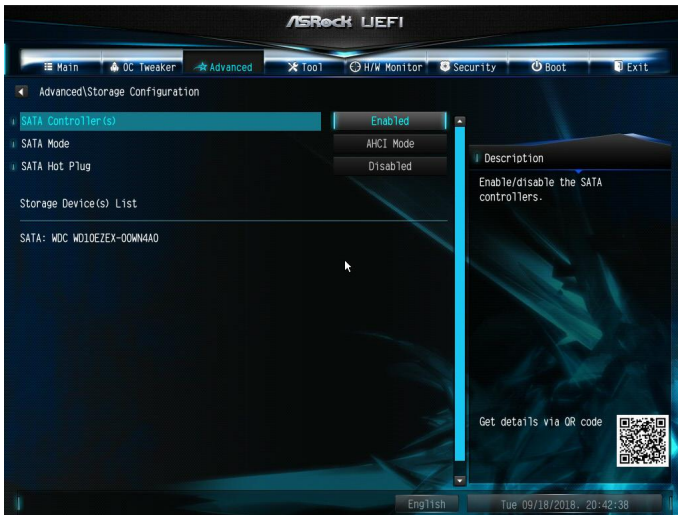 ASRock UEFI
Main OC Tweaker Advanced Tool H/W Monitor Security Boot Exit
Advanced\Storage Configuration
SATA Controller(s) Enabled
SATA Mode AHCI Mode
SATA Hot Plug Disabled
Storage Device(s) List
SATA: WDC WD10EZEX-00WN4A0
Description
Enable/disable the SATA
controllers.
Get details via QR code
English Tue 09/18/2018, 20:42:38